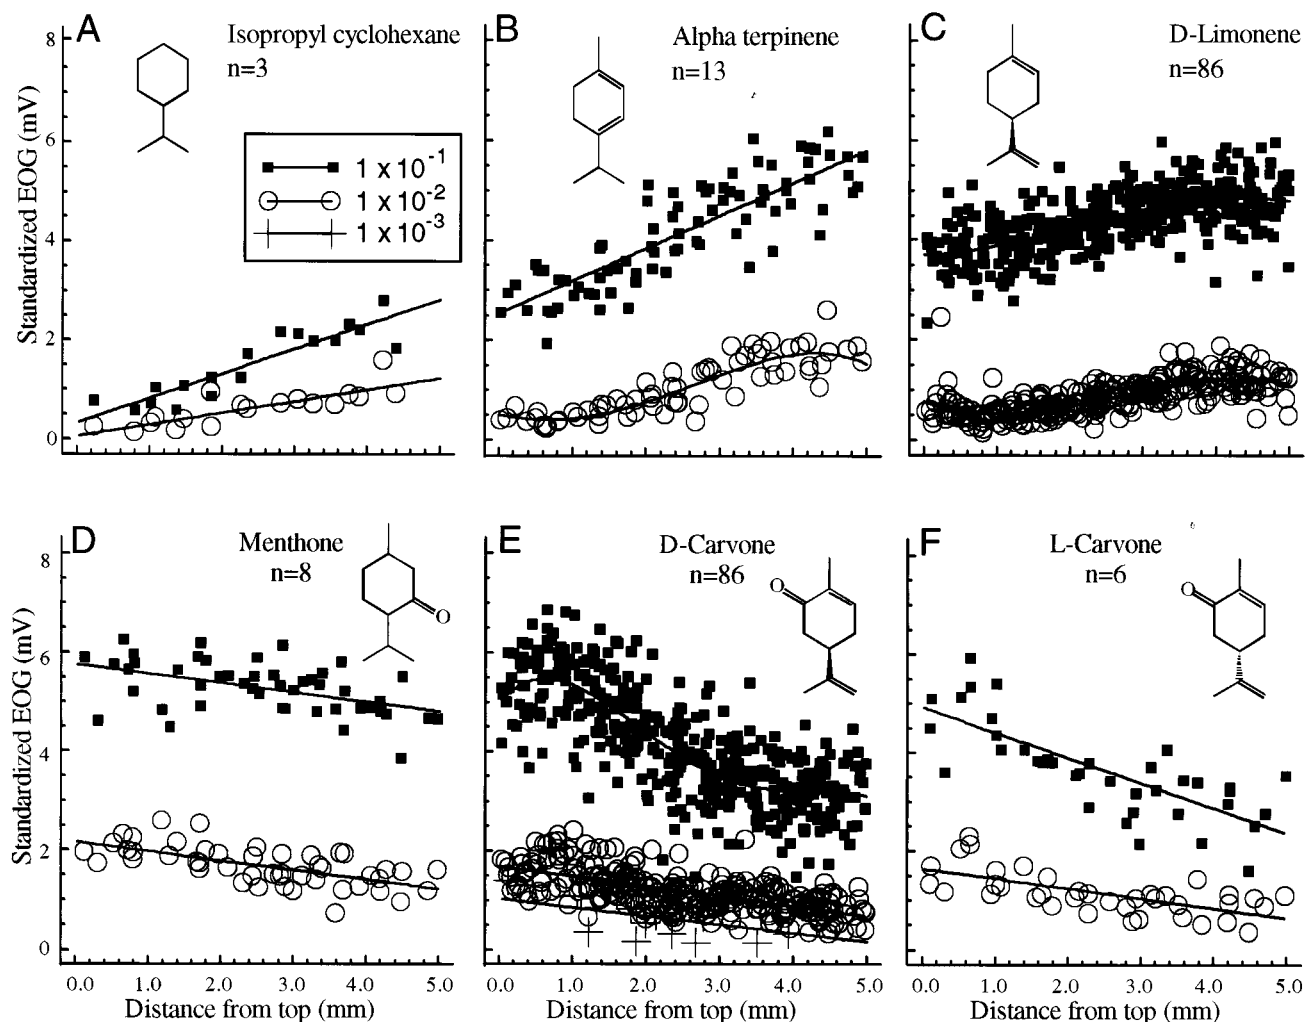 A
Isopropyl cyclohexane
n=3
B
Alpha terpinene
n=13
C
D-Limonene
n=86
Standardized EOG (mV)
8
6
4
2
0
1 x 10-1
1 x 10-2
1 x 10-3
D
Menthone
n=8
O
E
D-Carvone
n=86
O
F
L-Carvone
n=6
O
Standardized EOG (mV)
8
6
4
2
0
0.0 1.0 2.0 3.0 4.0 5.0
0.0 1.0 2.0 3.0 4.0 5.0
0.0 1.0 2.0 3.0 4.0 5.0
Distance from top (mm)
Distance from top (mm)
Distance from top (mm)